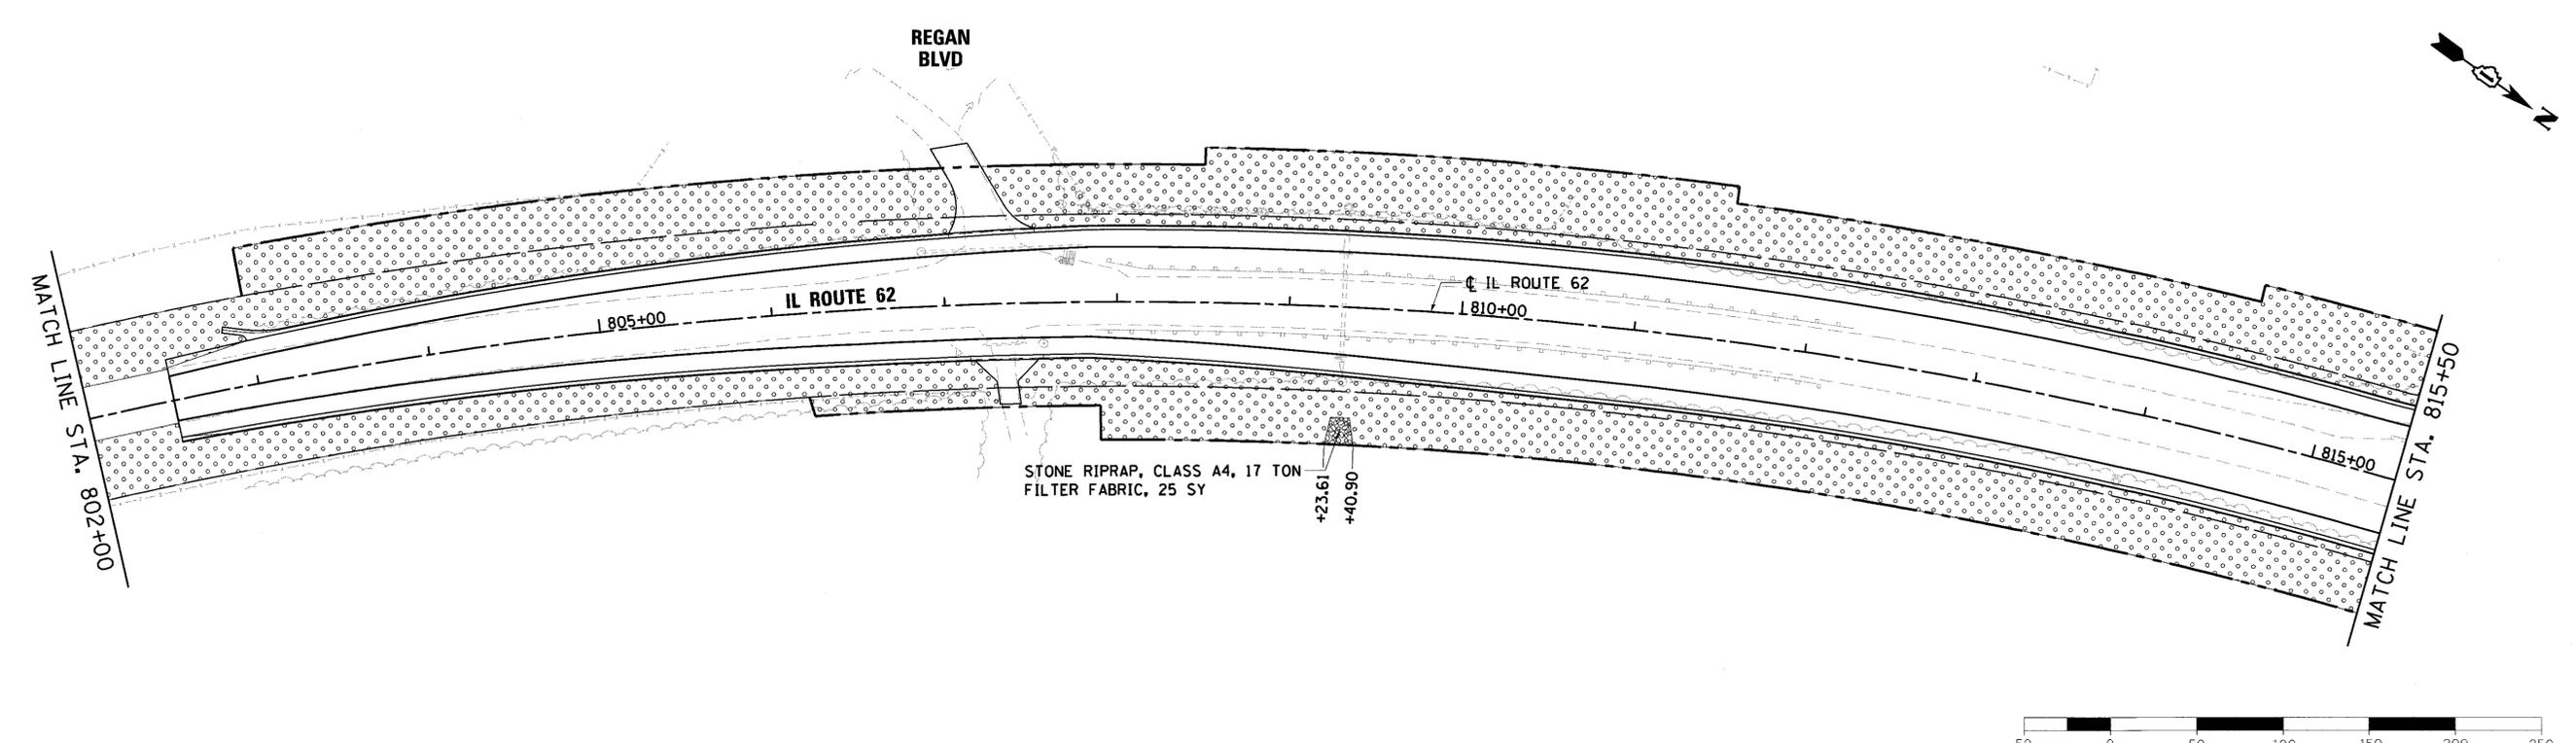 REGAN
BLVD
N
MATCH LINE STA. 802+00
805+00
IL ROUTE 62
℄ IL ROUTE 62
810+00
815+00
MATCH LINE STA. 815+50
STONE RIPRAP, CLASS A4, 17 TON
FILTER FABRIC, 25 SY
+23.61
+40.90
50 0 50 100 150 200 250